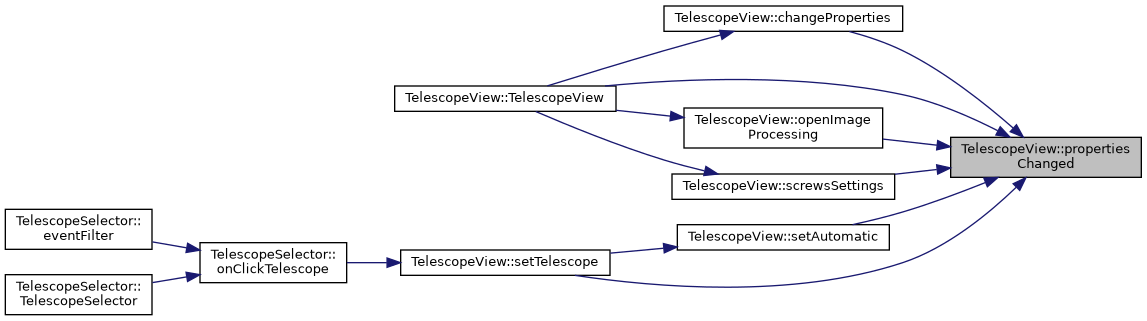 TelescopeView::changeProperties
TelescopeView::TelescopeView
TelescopeView::openImage
Processing
TelescopeView::properties
Changed
TelescopeView::screwsSettings
TelescopeSelector::
eventFilter
TelescopeView::setAutomatic
TelescopeSelector::
onClickTelescope
TelescopeView::setTelescope
TelescopeSelector::
TelescopeSelector